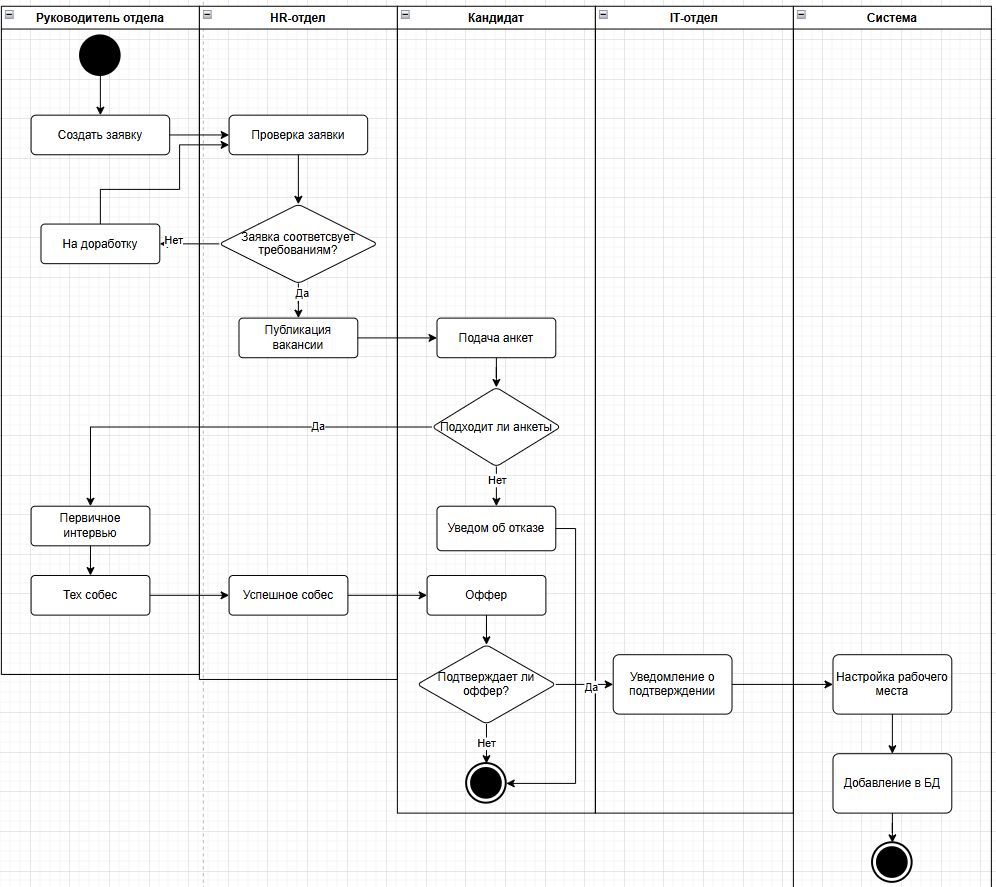 Руководитель отдела
HR-отдел
Кандидат
IT-отдел
Система
Создать заявку
Проверка заявки
На доработку
Нет
Заявка соответсвует
требованиям?
Да
Публикация
вакансии
Подача анкет
Подходит ли анкеты
Да
Нет
Первичное
интервью
Уведом об отказе
Тех собес
Успешное собес
Оффер
Подтверждает ли
оффер?
Да
Уведомление о
подтверждении
Настройка рабочего
места
Нет
Добавление в БД